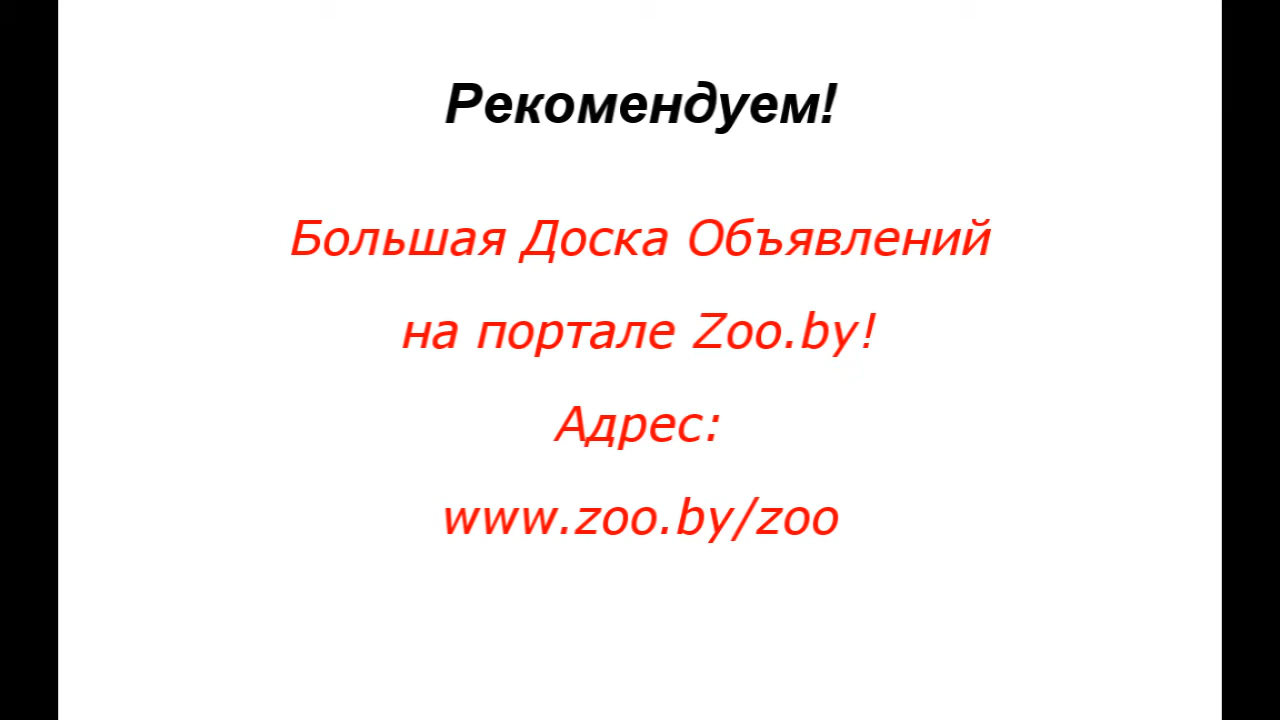 Рекомендуем!
Большая Доска Объявлений
на портале Zoo.by!
Адрес:
www.zoo.by/zoo